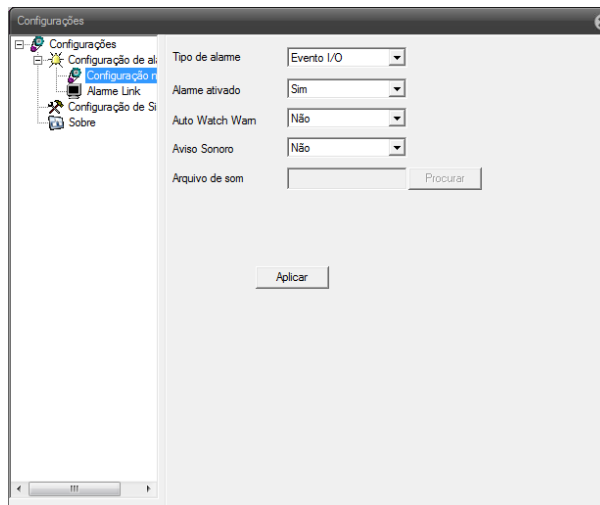 Configurações
Configurações
Configuração de al
Configuração n
Alarme Link
Configuração de Si
Sobre
Tipo de alarme
Evento I/O
Alarme ativado
Sim
Auto Watch Warn
Não
Aviso Sonoro
Não
Arquivo de som
Procurar
Aplicar